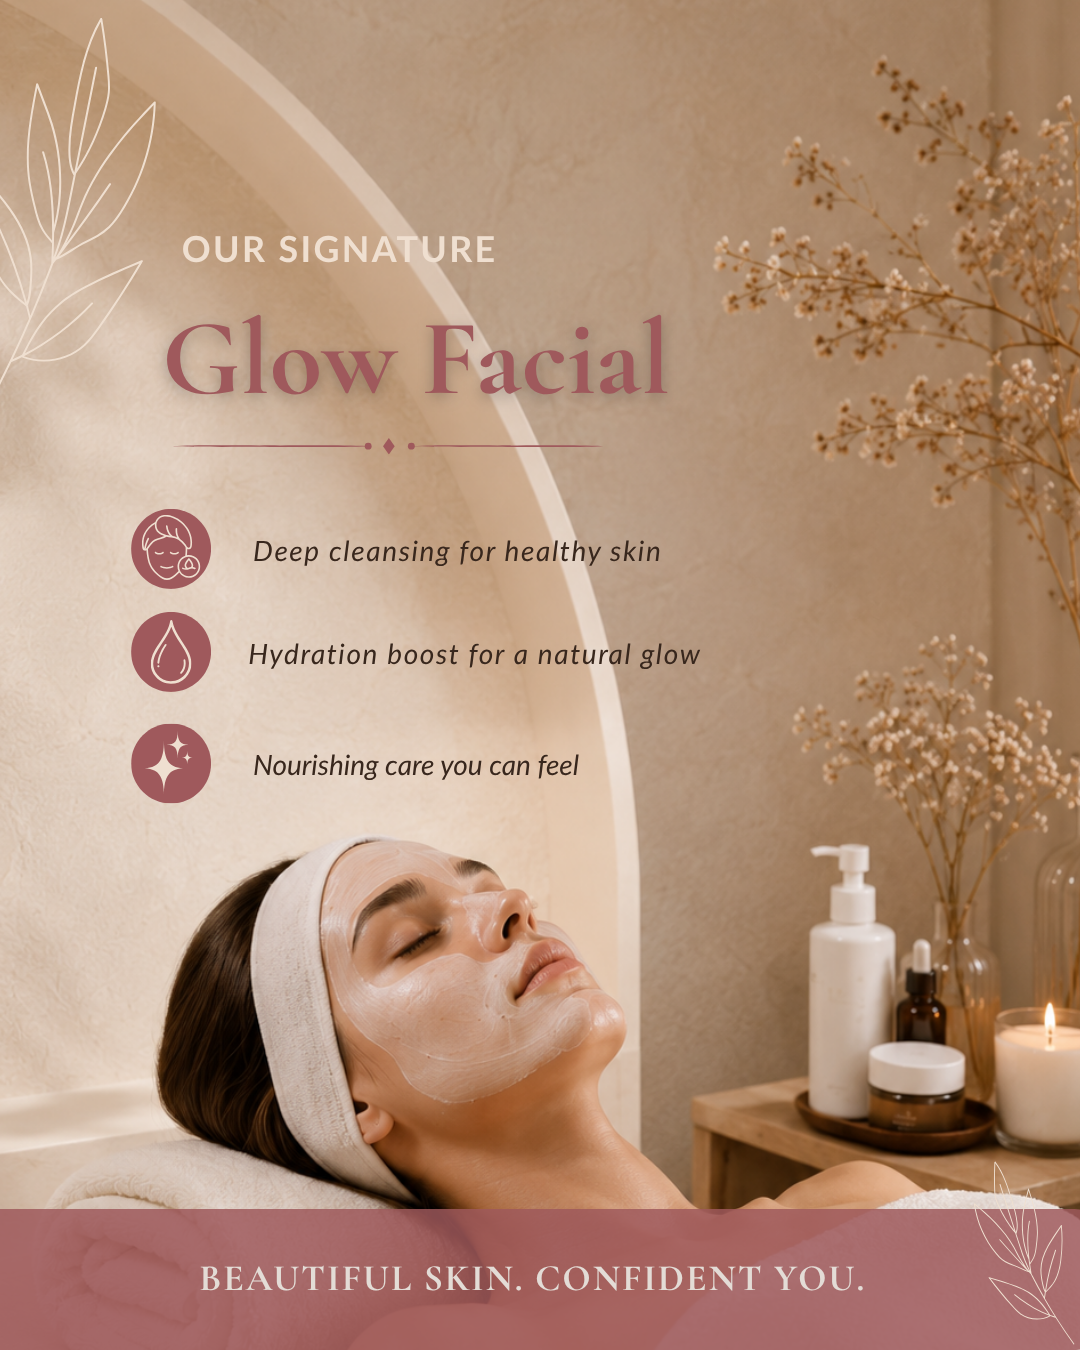 OUR SIGNATURE
Glow Facial
Deep cleansing for healthy skin
Hydration boost for a natural glow
Nourishing care you can feel
BEAUTIFUL SKIN. CONFIDENT YOU.